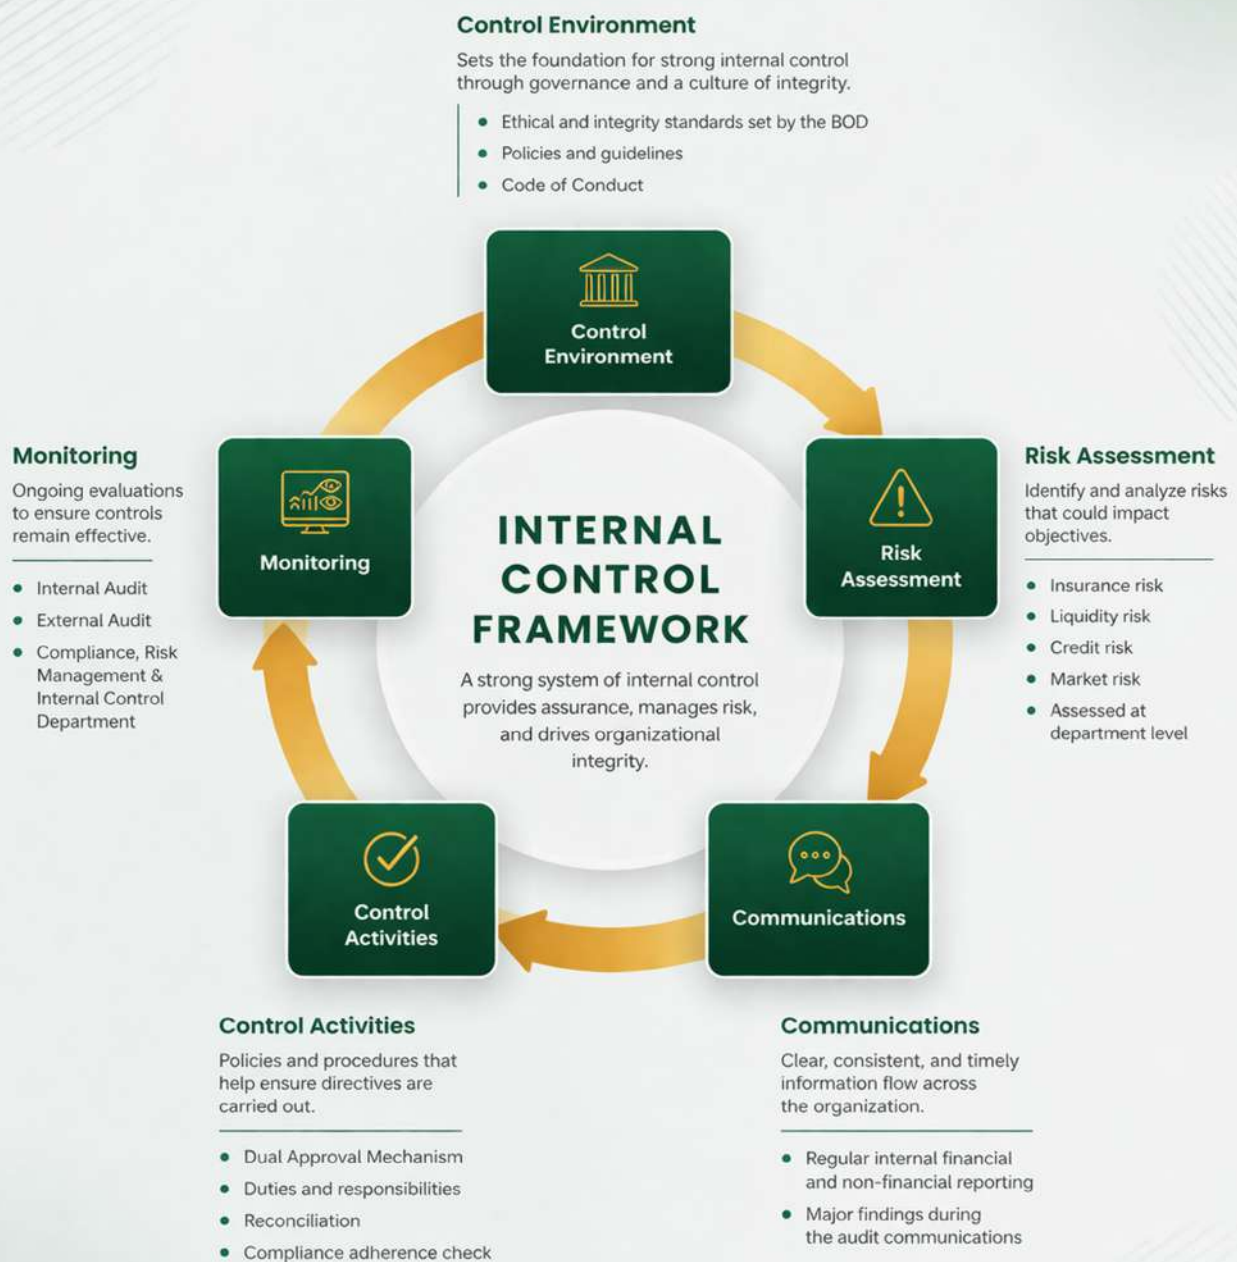 Control Environment
Sets the foundation for strong internal control
through governance and a culture of integrity.
• Ethical and integrity standards set by the BOD
• Policies and guidelines
• Code of Conduct
Control
Environment
Monitoring
Ongoing evaluations
to ensure controls
remain effective.
• Internal Audit
• External Audit
• Compliance, Risk
Management &
Internal Control
Department
Monitoring
INTERNAL
CONTROL
FRAMEWORK
A strong system of internal control
provides assurance, manages risk,
and drives organizational
integrity.
Risk
Assessment
Risk Assessment
Identify and analyze risks
that could impact
objectives.
• Insurance risk
• Liquidity risk
• Credit risk
• Market risk
• Assessed at
department level
Control
Activities
Communications
Control Activities
Policies and procedures that
help ensure directives are
carried out.
• Dual Approval Mechanism
• Duties and responsibilities
• Reconciliation
• Compliance adherence check
Communications
Clear, consistent, and timely
information flow across
the organization.
• Regular internal financial
and non-financial reporting
• Major findings during
the audit communications